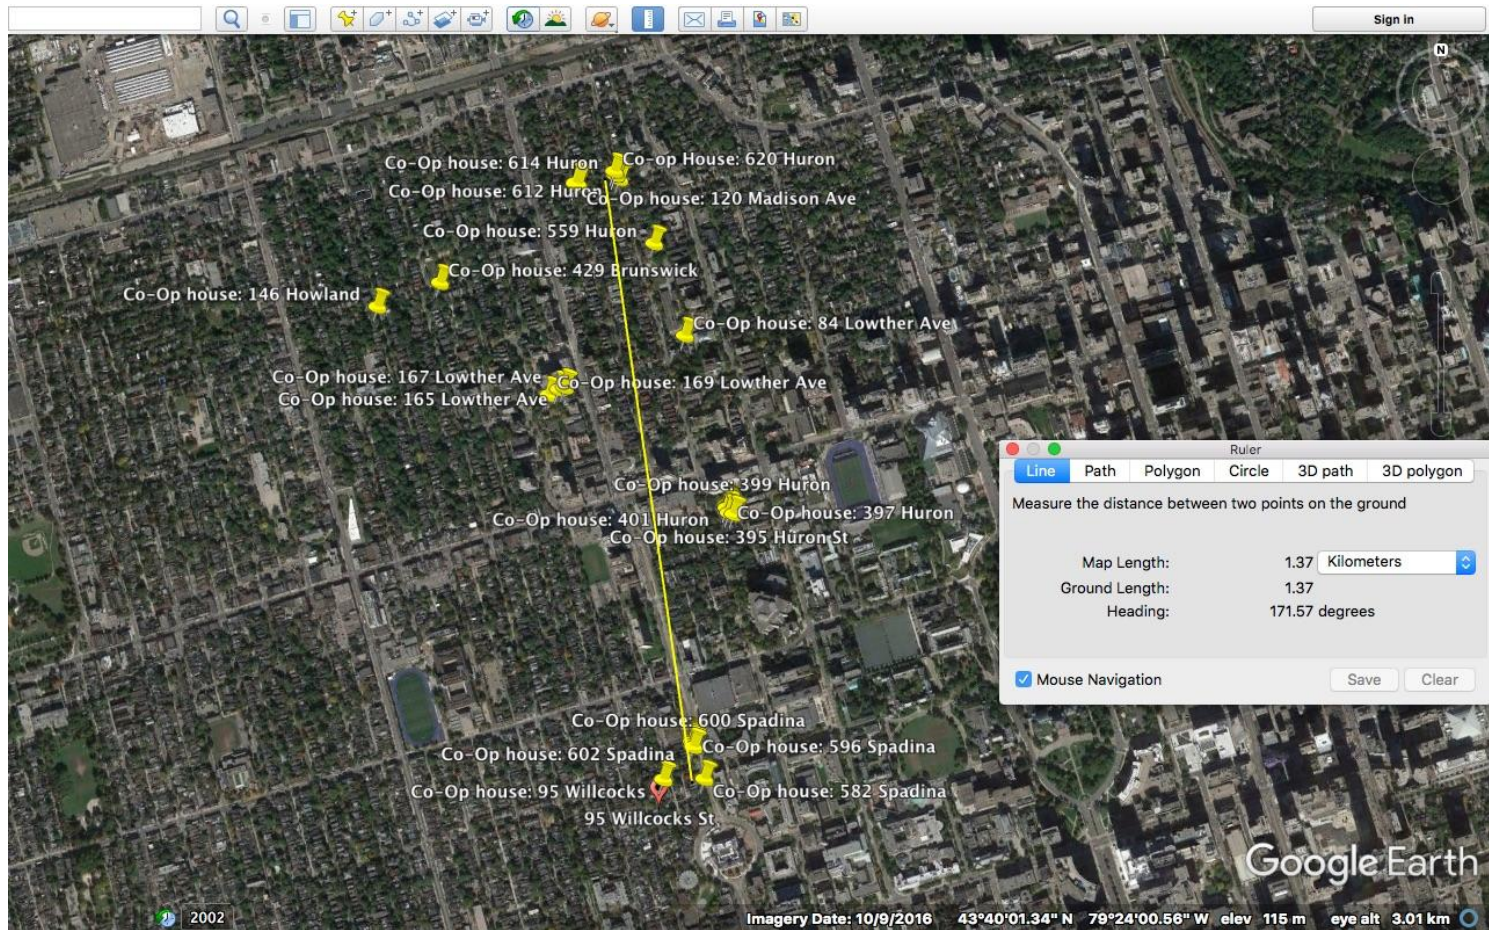 Sign in
N
Co-Op house: 614 Huron
Co-op House: 620 Huron
Co-Op house: 612 Huron
Co-Op house: 120 Madison Ave
Co-Op house: 559 Huron
Co-Op house: 429 Brunswick
Co-Op house: 146 Howland
Co-Op house: 84 Lowther Ave
Co-Op house: 167 Lowther Ave
Co-Op house: 169 Lowther Ave
Co-Op house: 165 Lowther Ave
Co-Op house: 399 Huron
Co-Op house: 397 Huron
Co-Op house: 401 Huron
Co-Op house: 395 Huron St
Co-Op house: 600 Spadina
Co-Op house: 596 Spadina
Co-Op house: 602 Spadina
Co-Op house: 95 Willcocks
Co-Op house: 582 Spadina
95 Willcocks St
Ruler
Line Path Polygon Circle 3D path 3D polygon
Measure the distance between two points on the ground
Map Length: 1.37 Kilometers
Ground Length: 1.37
Heading: 171.57 degrees
Mouse Navigation Save Clear
Google Earth
2002
Imagery Date: 10/9/2016 43°40'01.34" N 79°24'00.56" W elev 115 m eye alt 3.01 km